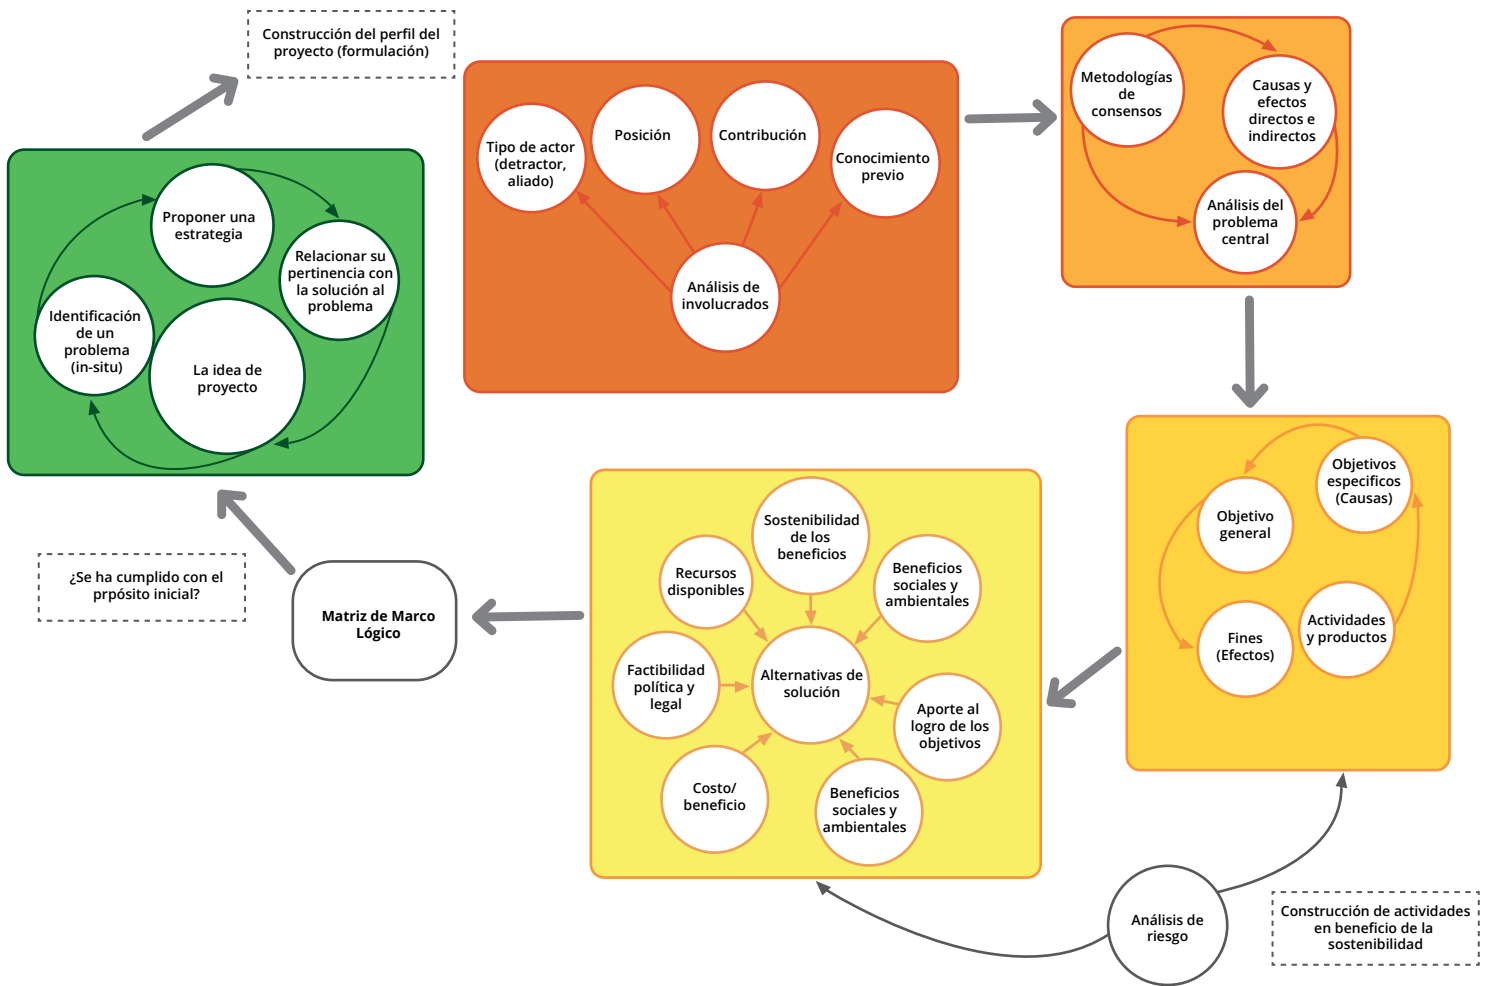 Construcción del perfil del
proyecto (formulación)
Proponer una
estrategia
Relacionar su
pertinencia con
la solución al
problema
Identificación
de un
problema
(in-situ)
La idea de
proyecto
Tipo de actor
(detractor,
aliado)
Posición
Contribución
Conocimiento
previo
Análisis de
involucrados
Metodologías
de
consensos
Causas y
efectos
directos e
indirectos
Análisis del
problema
central
Objetivos
especificos
(Causas)
Objetivo
general
Actividades
y productos
Fines
(Efectos)
Sostenibilidad
de los
beneficios
Recursos
disponibles
Beneficios
sociales y
ambientales
Factibilidad
política y
legal
Alternativas de
solución
Aporte al
logro de los
objetivos
Costo/
beneficio
Beneficios
sociales y
ambientales
¿Se ha cumplido con el
prpósito inicial?
Matriz de Marco
Lógico
Análisis de
riesgo
Construcción de actividades
en beneficio de la
sostenibilidad